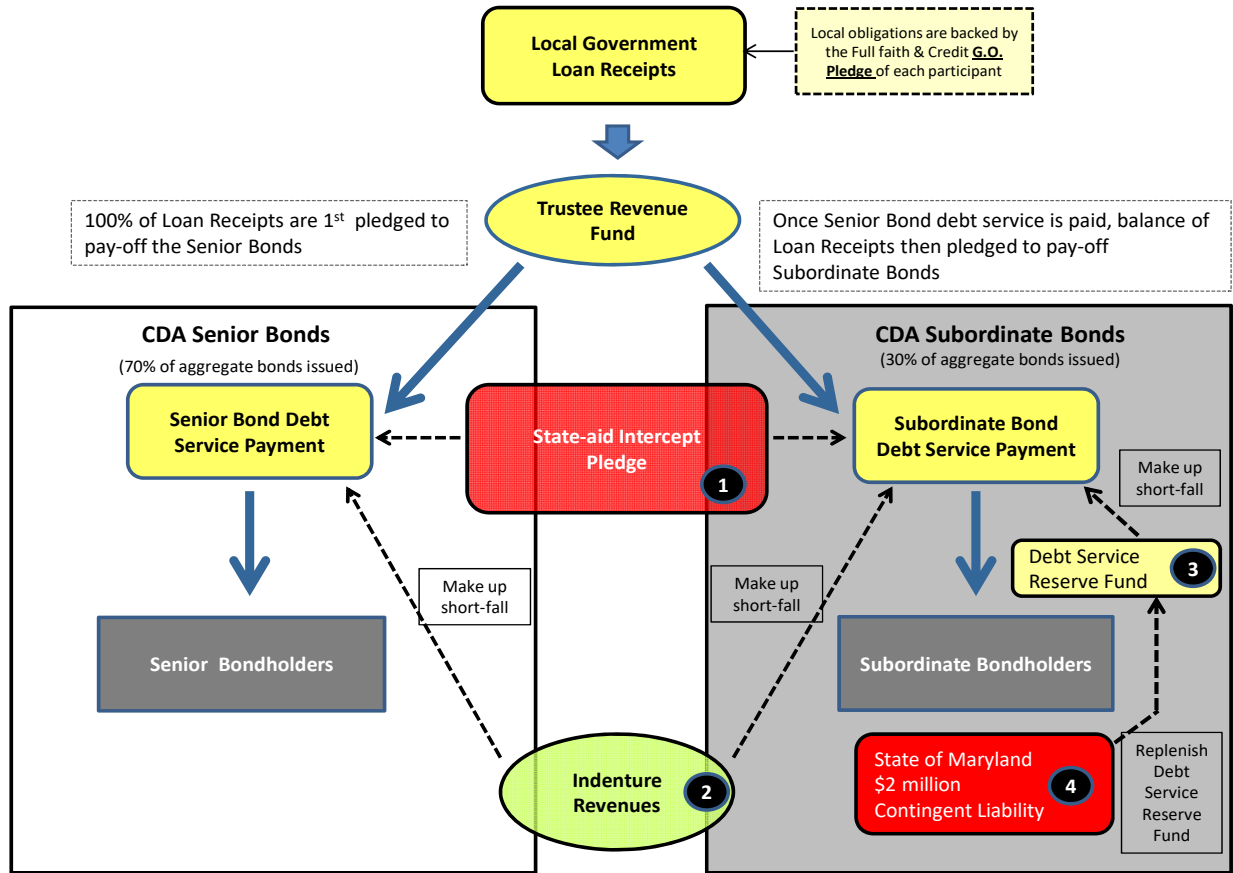 Local Government
Loan Receipts
Local obligations are backed by
the Full faith & Credit G.O.
Pledge of each participant
100% of Loan Receipts are 1st pledged to
pay-off the Senior Bonds
Trustee Revenue
Fund
Once Senior Bond debt service is paid, balance of
Loan Receipts then pledged to pay-off
Subordinate Bonds
CDA Senior Bonds
(70% of aggregate bonds issued)
Senior Bond Debt
Service Payment
State-aid Intercept
Pledge
1
CDA Subordinate Bonds
(30% of aggregate bonds issued)
Subordinate Bond
Debt Service Payment
Make up
short-fall
Debt Service
Reserve Fund
3
Make up
short-fall
Make up
short-fall
Senior Bondholders
Subordinate Bondholders
Indenture
Revenues
2
State of Maryland
$2 million
Contingent Liability
4
Replenish
Debt
Service
Reserve
Fund